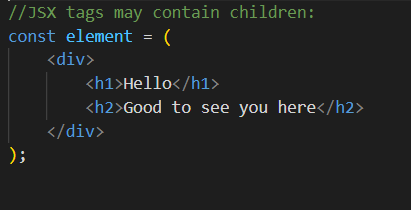 //JSX tags may contain children:
const element = (
    <div>
        <h1>Hello</h1>
        <h2>Good to see you here</h2>
    </div>
);